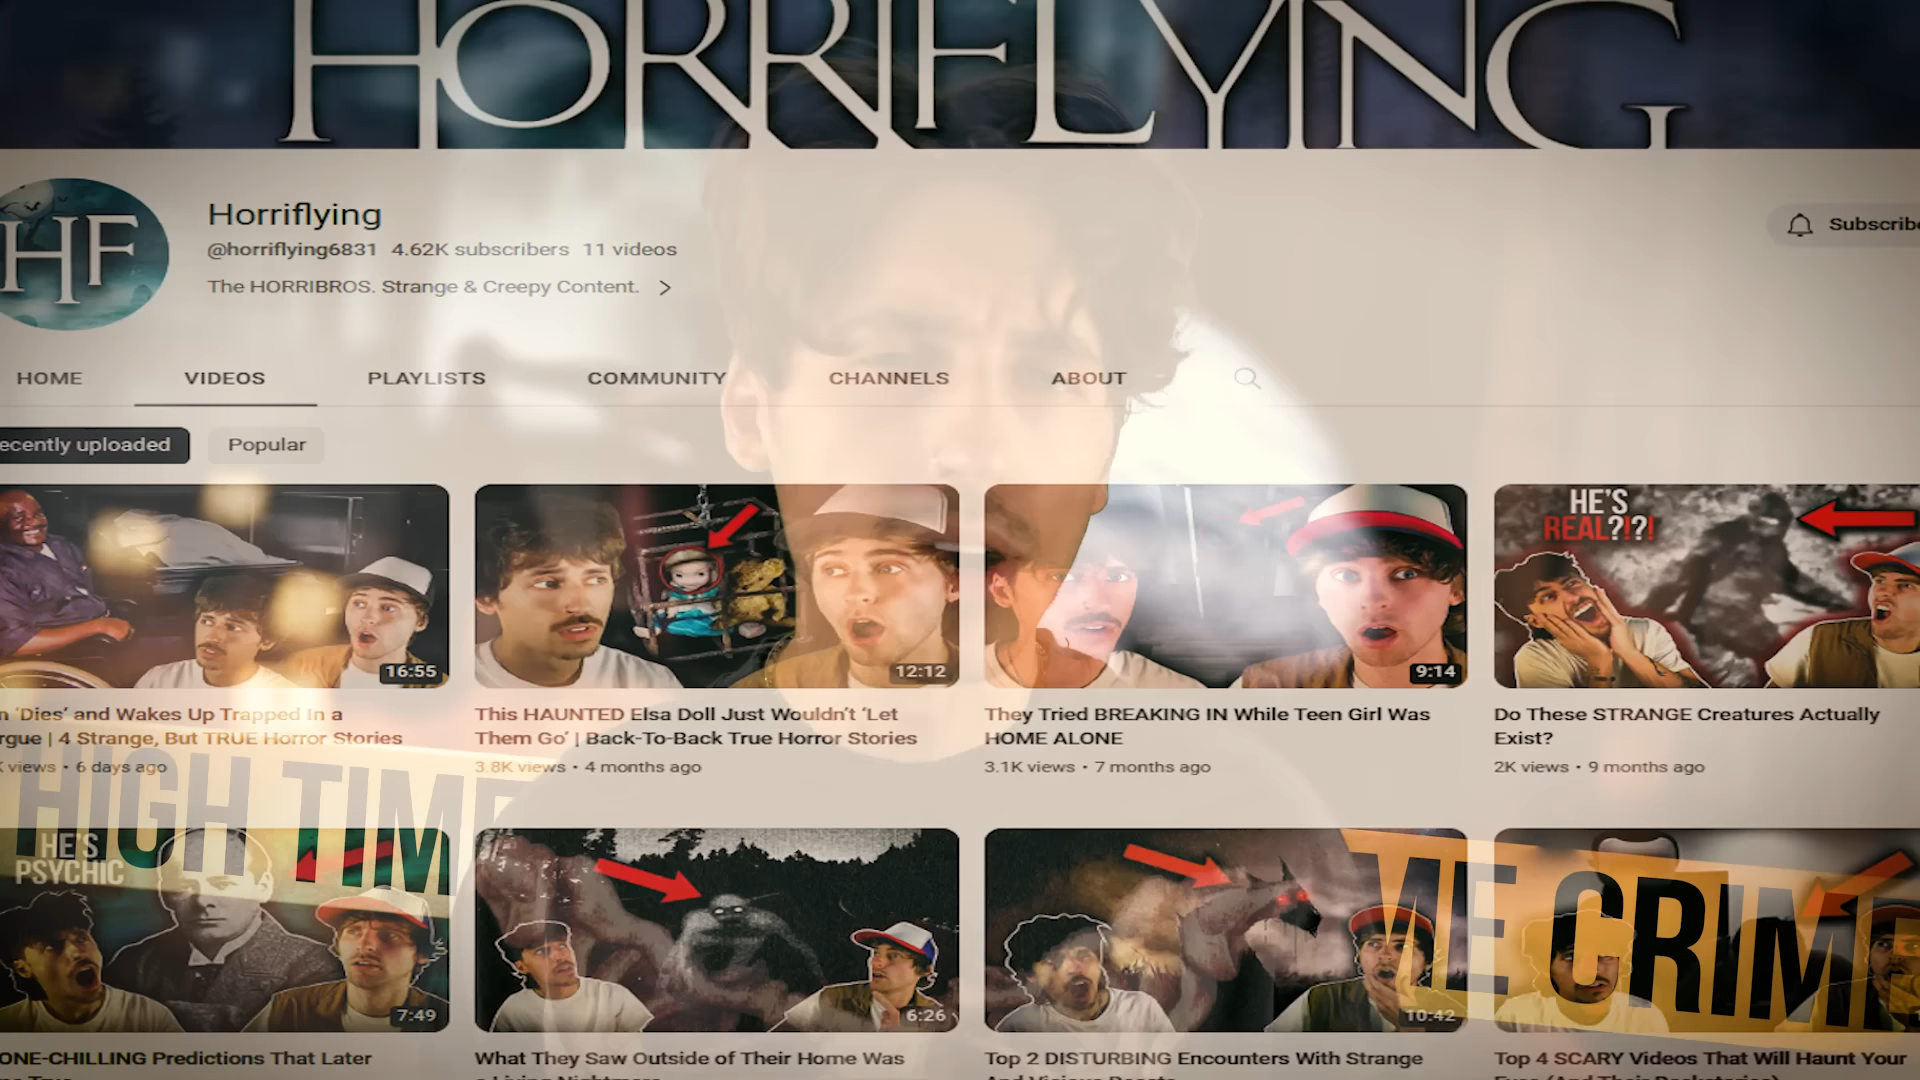 HORRIFLYING
HF
Horriflying
@horriflying6831 4.62K subscribers 11 videos
The HORRIBROS. Strange & Creepy Content.
Subscribe
HOME VIDEOS PLAYLISTS COMMUNITY CHANNELS ABOUT
ecently uploaded Popular
HE'S
REAL?!?!
16:55 12:12 9:14
n 'Dies' and Wakes Up Trapped In a
rgue | 4 Strange, But TRUE Horror Stories
K views • 6 days ago
This HAUNTED Elsa Doll Just Wouldn't 'Let
Them Go' | Back-To-Back True Horror Stories
3.8K views • 4 months ago
They Tried BREAKING IN While Teen Girl Was
HOME ALONE
3.1K views • 7 months ago
Do These STRANGE Creatures Actually
Exist?
2K views • 9 months ago
HIGH TIME
ME CRIME
HE'S
PSYCHIC
7:49 6:26 10:42
ONE-CHILLING Predictions That Later
What They Saw Outside of Their Home Was
Top 2 DISTURBING Encounters With Strange
Top 4 SCARY Videos That Will Haunt Your